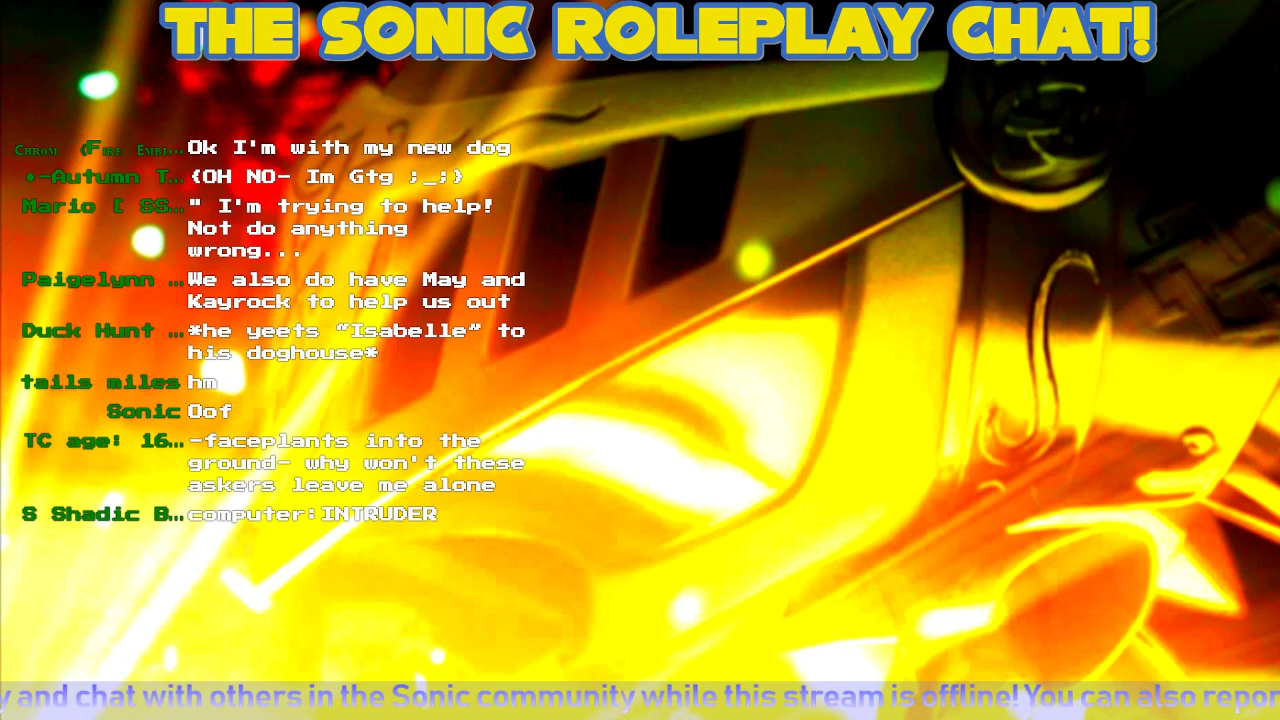 THE SONIC ROLEPLAY CHAT!
Chrom (Fire Embl... Ok I'm with my new dog
♦-Autumn T... {OH NO- Im Gtg ;_;}
Mario [ SS... " I'm trying to help!
Not do anything
wrong...
Paigelynn ... We also do have May and
Kayrock to help us out
Duck Hunt ... *he yeets “Isabelle” to
his doghouse*
tails miles hm
Sonic Oof
TC age: 16... -faceplants into the
ground- why won't these
askers leave me alone
S Shadic B... computer:INTRUDER
y and chat with others in the Sonic community while this stream is offline! You can also repor